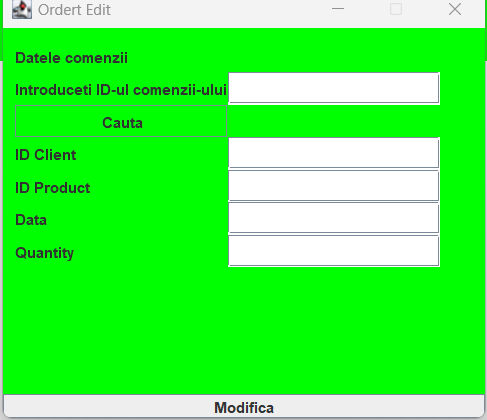 Ordert Edit
Datele comenzii
Introduceti ID-ul comenzii-ului
Cauta
ID Client
ID Product
Data
Quantity
Modifica